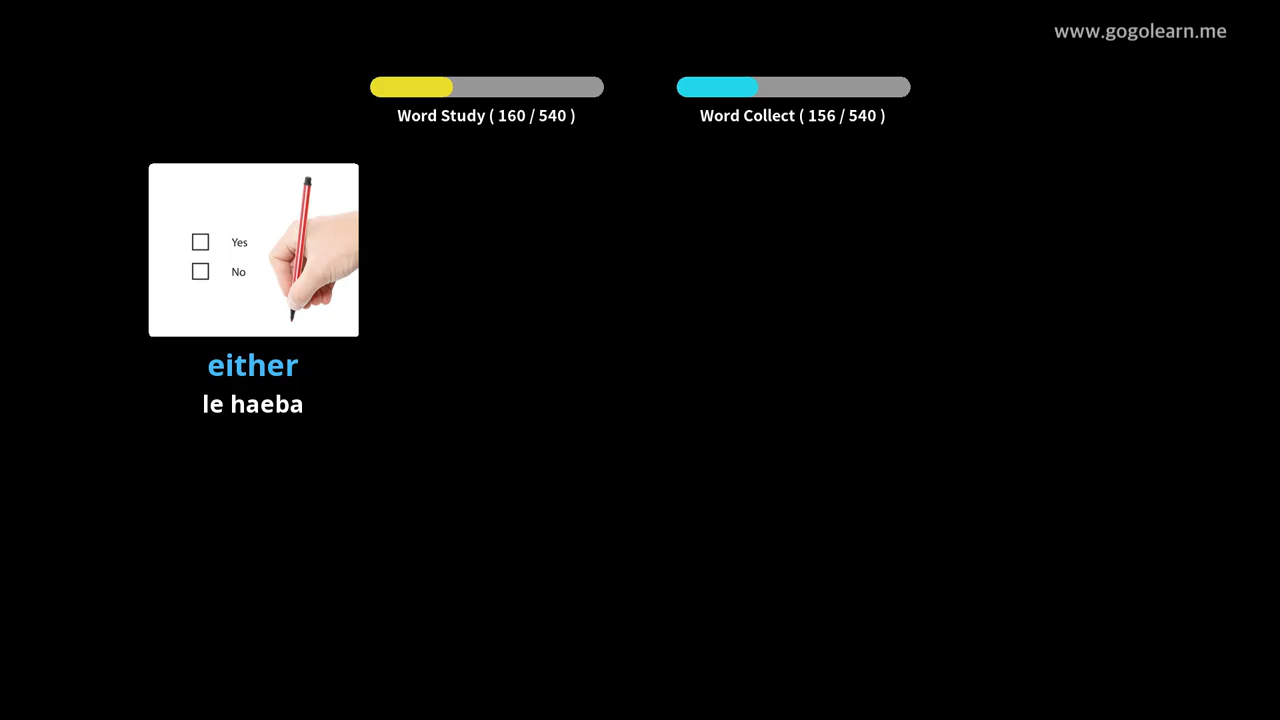 www.gogolearn.me
Word Study ( 160 / 540 )
Word Collect ( 156 / 540 )
Yes
No
either
le haeba